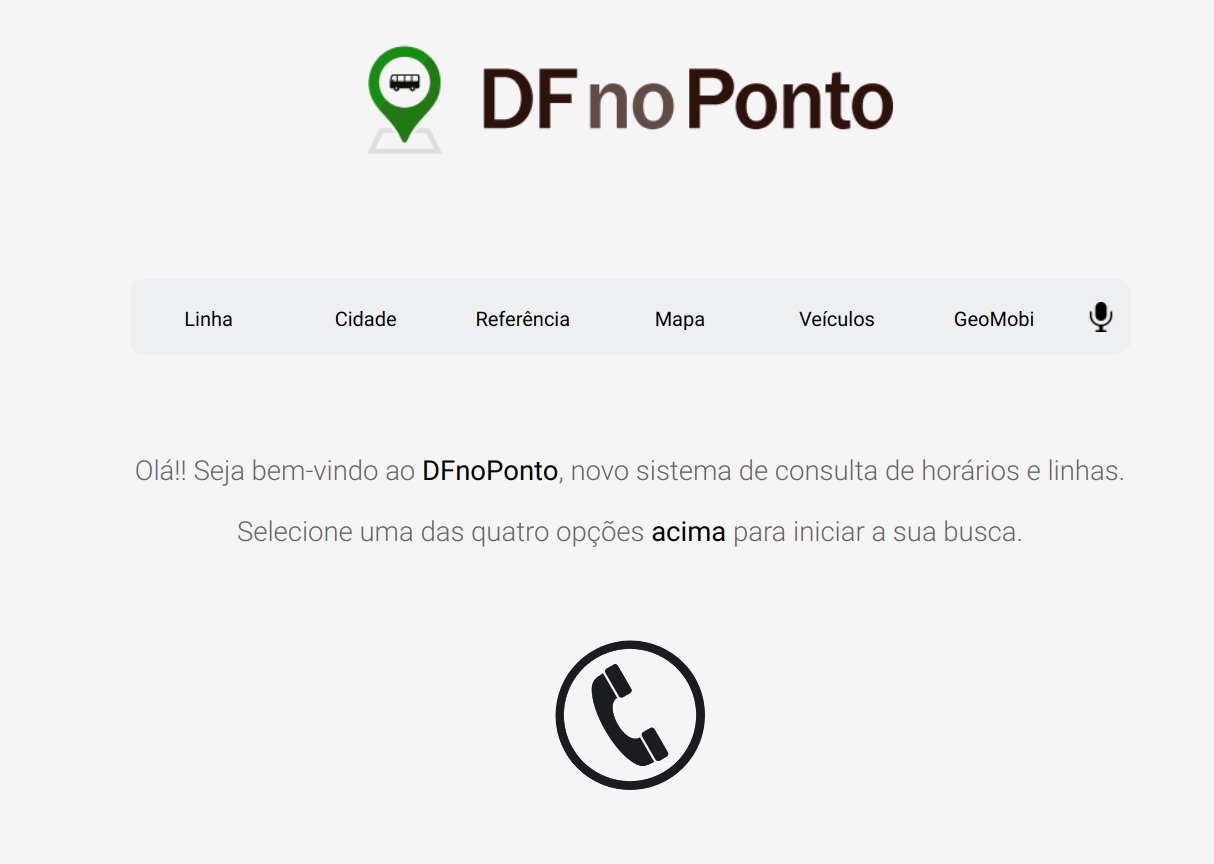 DF no Ponto
Linha Cidade Referência Mapa Veículos GeoMobi
Olá!! Seja bem-vindo ao DFnoPonto, novo sistema de consulta de horários e linhas.
Selecione uma das quatro opções acima para iniciar a sua busca.